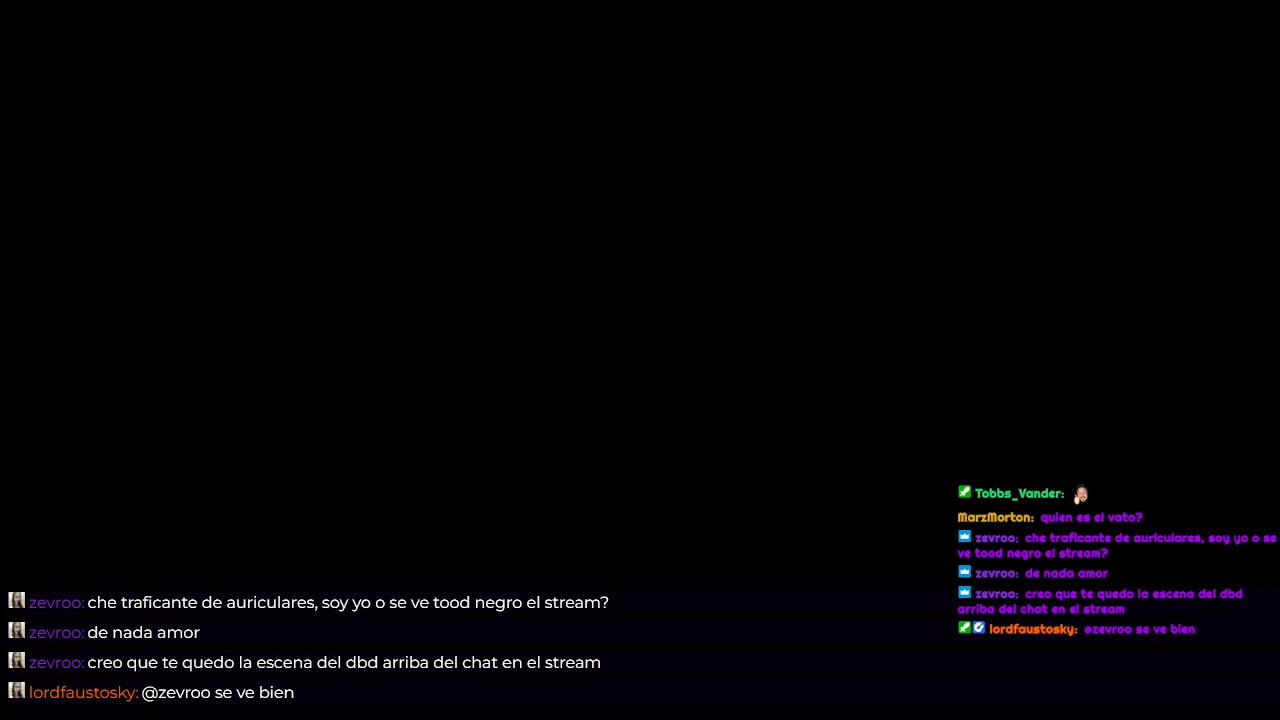 Tobbs_Vander:
MarzMorton: quien es el vato?
zevroo: che traficante de auriculares, soy yo o se
ve tood negro el stream?
zevroo: de nada amor
zevroo: creo que te quedo la escena del dbd
arriba del chat en el stream
lordfaustosky: @zevroo se ve bien
zevroo: che traficante de auriculares, soy yo o se ve tood negro el stream?
zevroo: de nada amor
zevroo: creo que te quedo la escena del dbd arriba del chat en el stream
lordfaustosky: @zevroo se ve bien